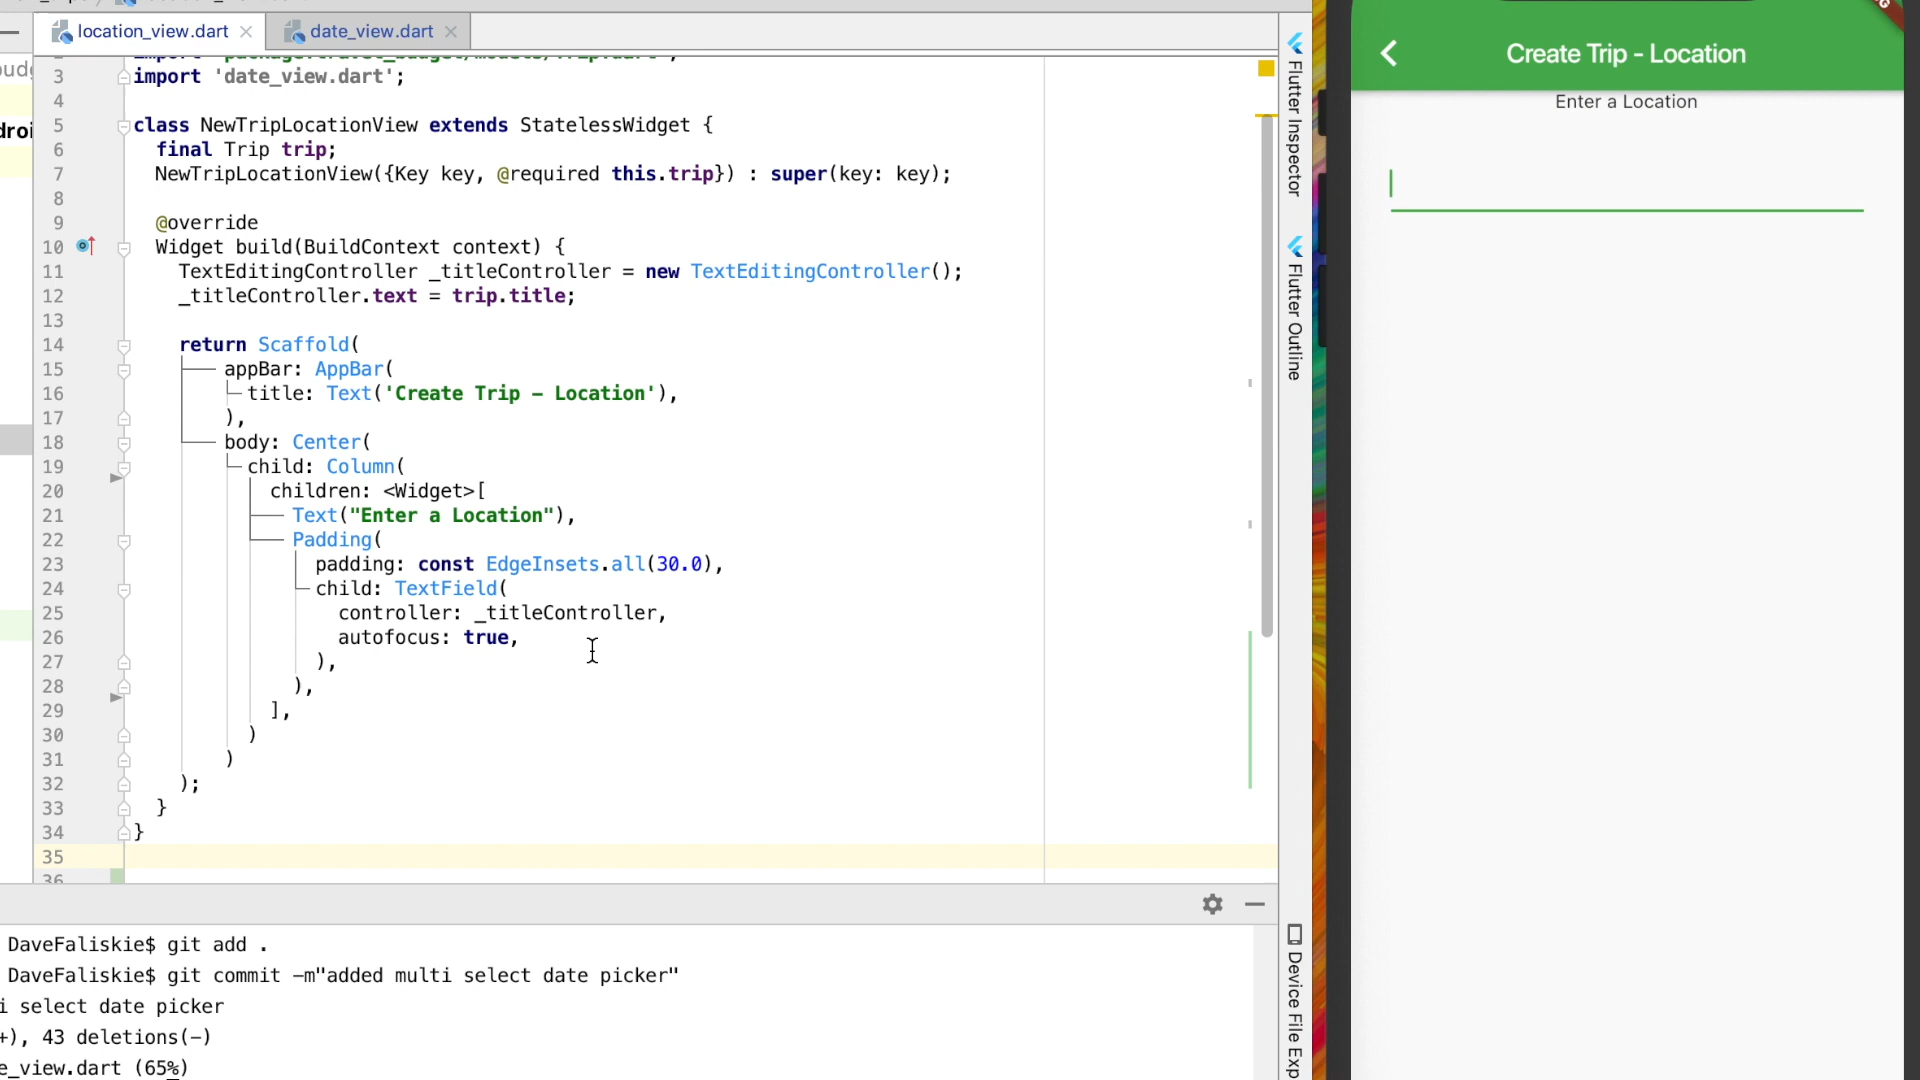 location_view.dart
date_view.dart
3 import 'date_view.dart';
4
5 class NewTripLocationView extends StatelessWidget {
6 final Trip trip;
7 NewTripLocationView({Key key, @required this.trip}) : super(key: key);
8
9 @override
10 Widget build(BuildContext context) {
11 TextEditingController _titleController = new TextEditingController();
12 _titleController.text = trip.title;
13
14 return Scaffold(
15 appBar: AppBar(
16 title: Text('Create Trip - Location'),
17 ),
18 body: Center(
19 child: Column(
20 children: <Widget>[
21 Text("Enter a Location"),
22 Padding(
23 padding: const EdgeInsets.all(30.0),
24 child: TextField(
25 controller: _titleController,
26 autofocus: true,
27 ),
28 ),
29 ],
30 )
31 )
32 );
33 }
34 }
35
36
DaveFaliskie$ git add .
DaveFaliskie$ git commit -m"added multi select date picker"
i select date picker
+), 43 deletions(-)
e_view.dart (65%)
Flutter Inspector
Flutter Outline
Device File Exp
Create Trip - Location
Enter a Location